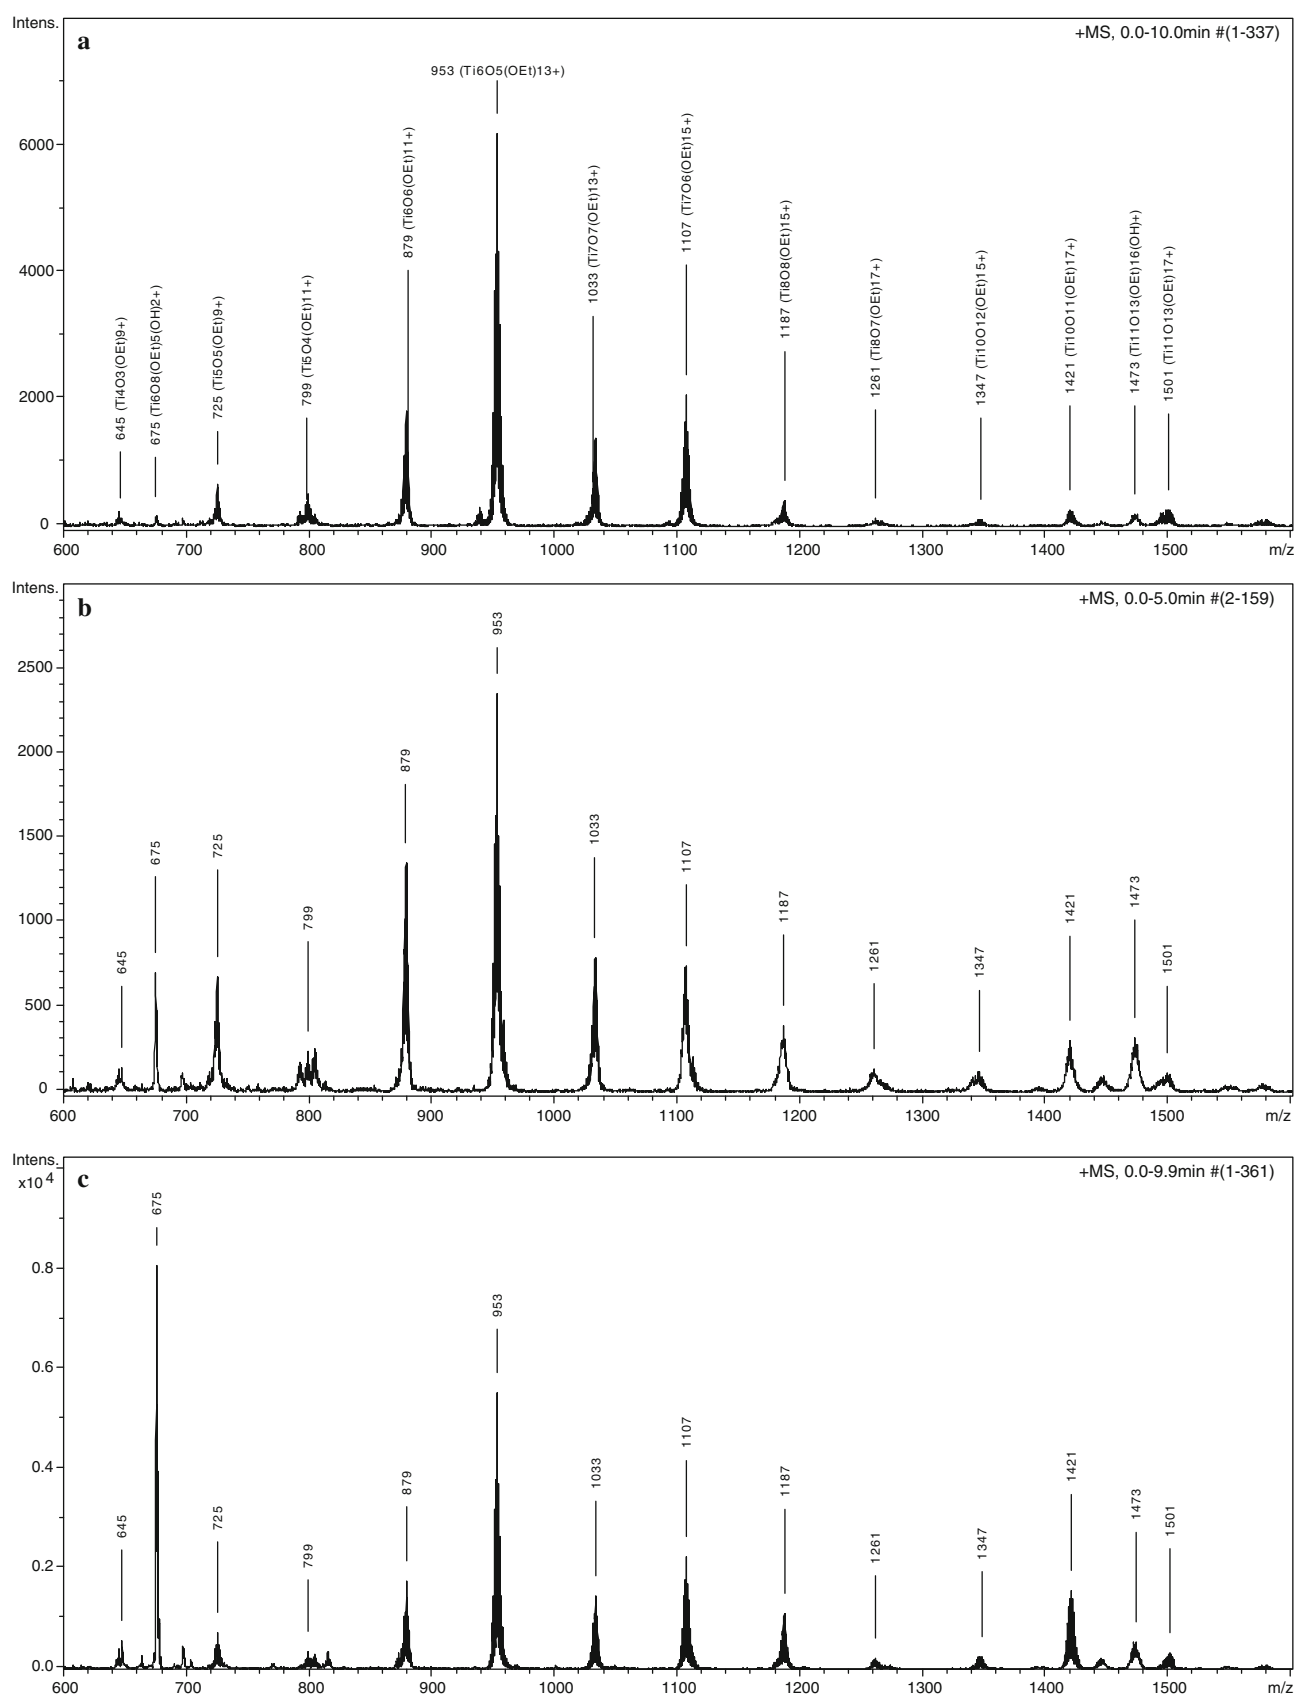 Intens.
a
+MS, 0.0-10.0min #(1-337)
953 (Ti6O5(OEt)13+)
645 (Ti4O3(OEt)9+)
675 (Ti6O8(OEt)5(OH)2+)
725 (Ti5O5(OEt)9+)
799 (Ti5O4(OEt)11+)
879 (Ti6O6(OEt)11+)
1033 (Ti7O7(OEt)13+)
1107 (Ti7O6(OEt)15+)
1187 (Ti8O8(OEt)15+)
1261 (Ti8O7(OEt)17+)
1347 (Ti10O12(OEt)15+)
1421 (Ti10O11(OEt)17+)
1473 (Ti11O13(OEt)16(OH)+)
1501 (Ti11O13(OEt)17+)
6000
4000
2000
0
600 700 800 900 1000 1100 1200 1300 1400 1500 m/z
Intens.
b
+MS, 0.0-5.0min #(2-159)
2500
2000
1500
1000
500
0
645
675
725
799
879
953
1033
1107
1187
1261
1347
1421
1473
1501
600 700 800 900 1000 1100 1200 1300 1400 1500 m/z
Intens.
x10 4
c
+MS, 0.0-9.9min #(1-361)
0.8
0.6
0.4
0.2
0.0
645
675
725
799
879
953
1033
1107
1187
1261
1347
1421
1473
1501
600 700 800 900 1000 1100 1200 1300 1400 1500 m/z